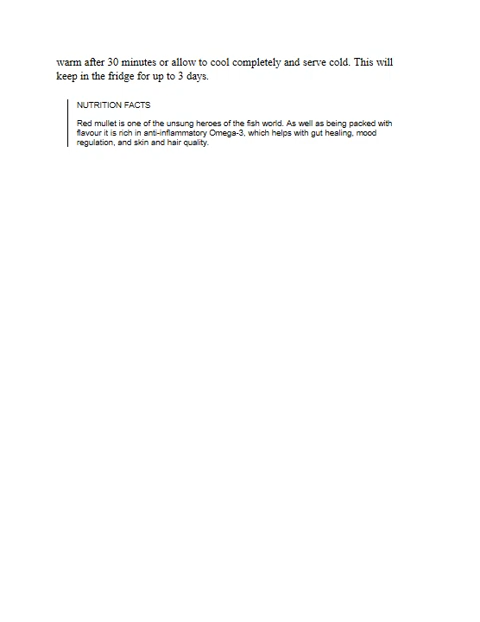 warm after 30 minutes or allow to cool completely and serve cold. This will
keep in the fridge for up to 3 days.
NUTRITION FACTS
Red mullet is one of the unsung heroes of the fish world. As well as being packed with
flavour it is rich in anti-inflammatory Omega-3, which helps with gut healing, mood
regulation, and skin and hair quality.